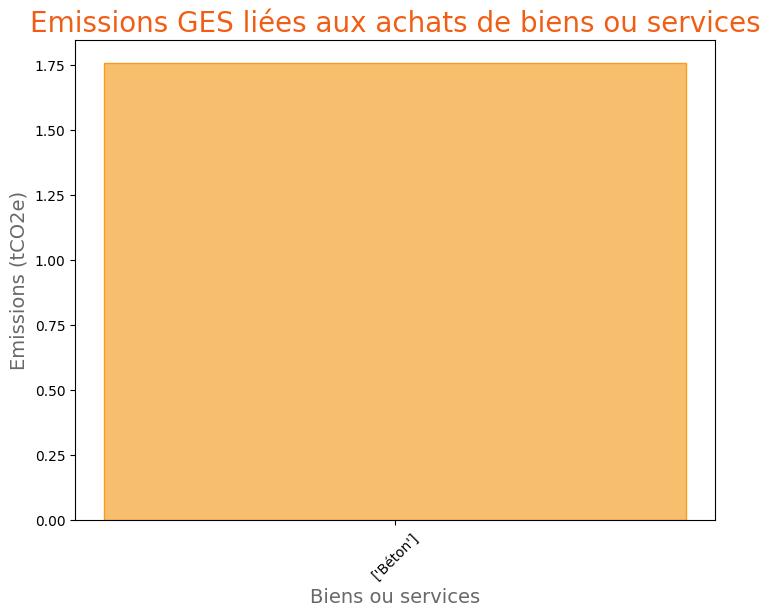 Emissions GES liées aux achats de biens ou services
1.75
1.50
1.25
1.00
0.75
0.50
0.25
0.00
Emissions (tCO2e)
['Béton']
Biens ou services